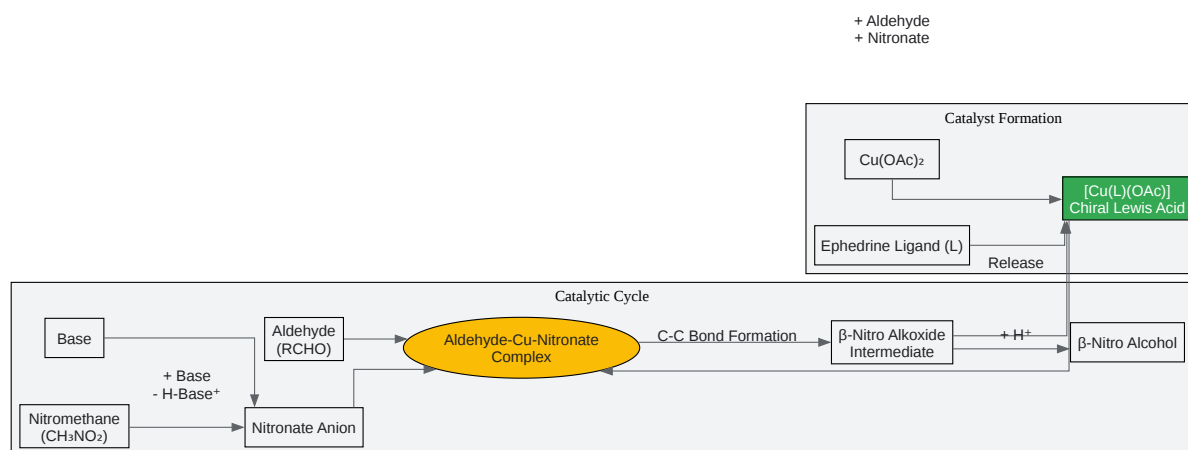 + Aldehyde
+ Nitronate
Catalyst Formation
Cu(OAc)₂
[Cu(L)(OAc)]
Chiral Lewis Acid
Ephedrine Ligand (L)
Release
Catalytic Cycle
Base
Aldehyde
(RCHO)
Aldehyde-Cu-Nitronate
Complex
C-C Bond Formation
β-Nitro Alkoxide
Intermediate
+ H⁺
β-Nitro Alcohol
+ Base
- H-Base⁺
Nitromethane
(CH₃NO₂)
Nitronate Anion